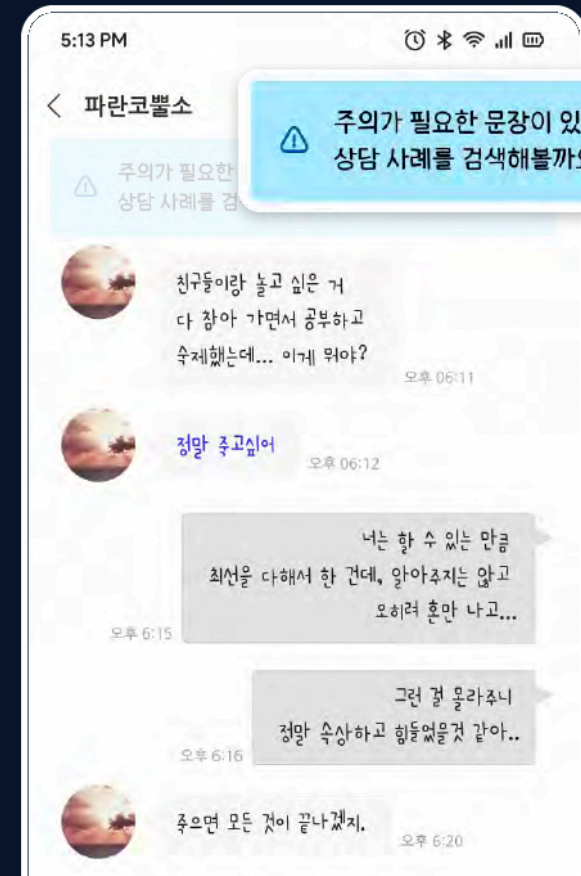 5:13 PM
파란코뿔소
주의가 필요한 문장이 있
상담 사례를 검색해볼까요
주의가 필요한
상담 사례를 검
친구들이랑 놀고 싶은 거
다 참아 가면서 공부하고
숙제했는데... 이게 뭐야?
오후 06:11
정말 죽고싶어
오후 06:12
너는 할 수 있는 만큼
최선을 다해서 한 건데, 알아주지는 않고
오히려 혼만 나고...
오후 6:15
그런 걸 몰라주니
정말 속상하고 힘들었을것 같아..
오후 6:16
죽으면 모든 것이 끝나겠지.
오후 6:20